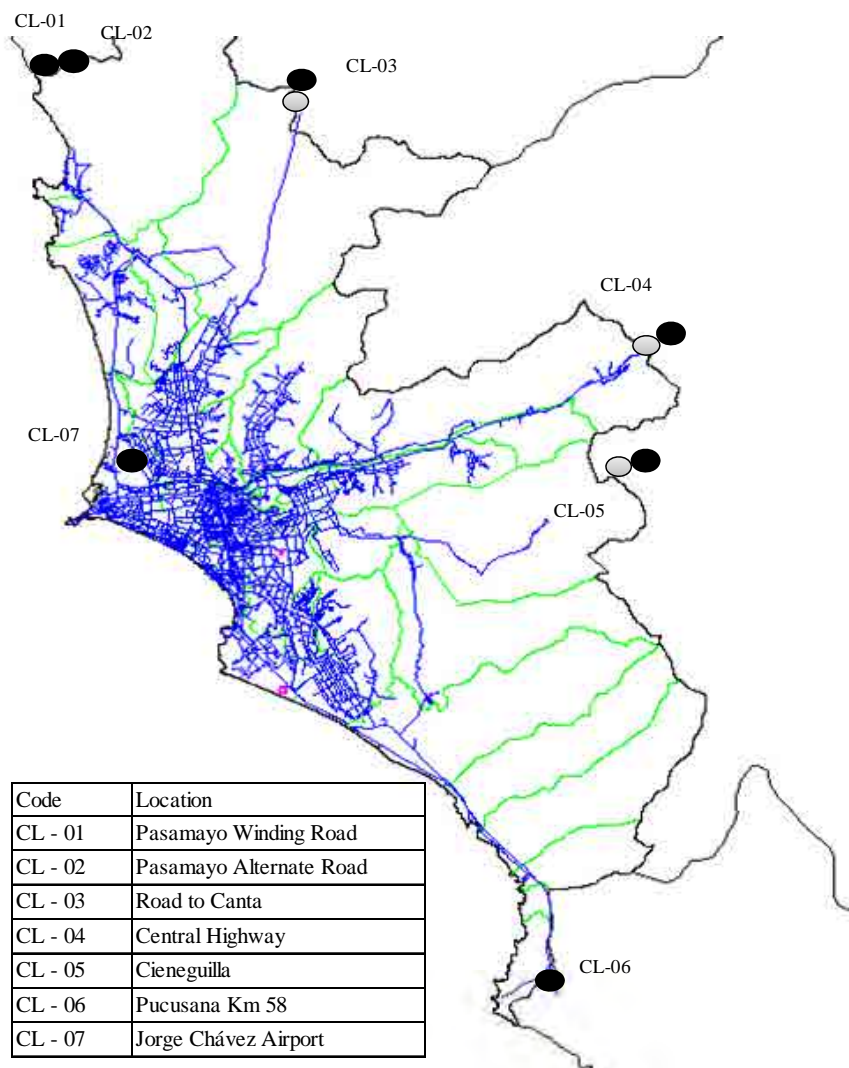 CL-01
CL-02
CL-03
CL-04
CL-07
CL-05
Code Location
CL - 01 Pasamayo Winding Road
CL - 02 Pasamayo Alternate Road
CL - 03 Road to Canta
CL - 04 Central Highway
CL - 05 Cieneguilla
CL - 06 Pucusana Km 58
CL - 07 Jorge Chávez Airport
CL-06